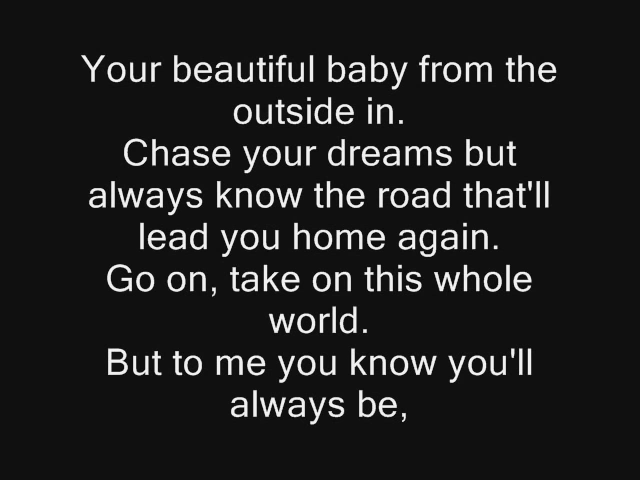 Your beautiful baby from the
outside in.
Chase your dreams but
always know the road that'll
lead you home again.
Go on, take on this whole
world.
But to me you know you'll
always be,